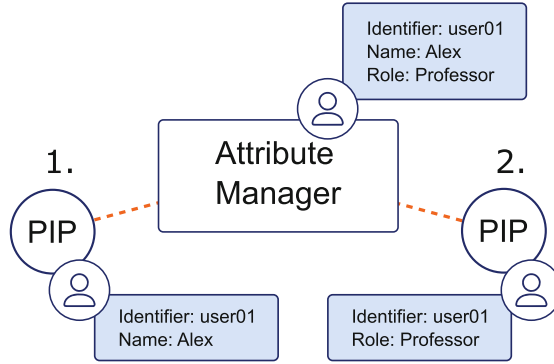 Identifier: user01
Name: Alex
Role: Professor
Attribute
Manager
1.
PIP
Identifier: user01
Name: Alex
2.
PIP
Identifier: user01
Role: Professor